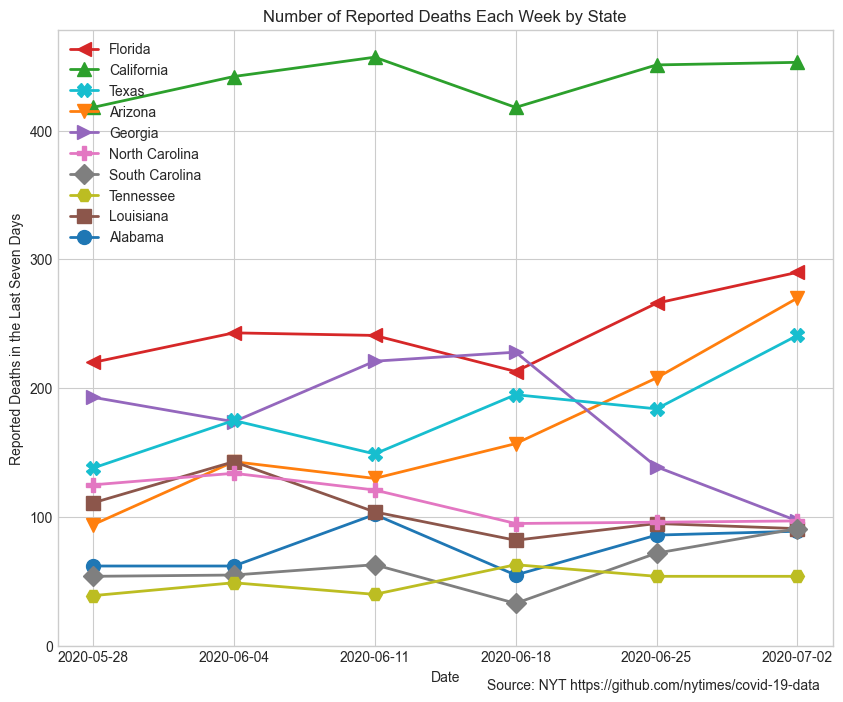 Number of Reported Deaths Each Week by State
Florida
California
Texas
Arizona
Georgia
North Carolina
South Carolina
Tennessee
Louisiana
Alabama
Reported Deaths in the Last Seven Days
400
300
200
100
0
2020-05-28 2020-06-04 2020-06-11 2020-06-18 2020-06-25 2020-07-02
Date
Source: NYT https://github.com/nytimes/covid-19-data